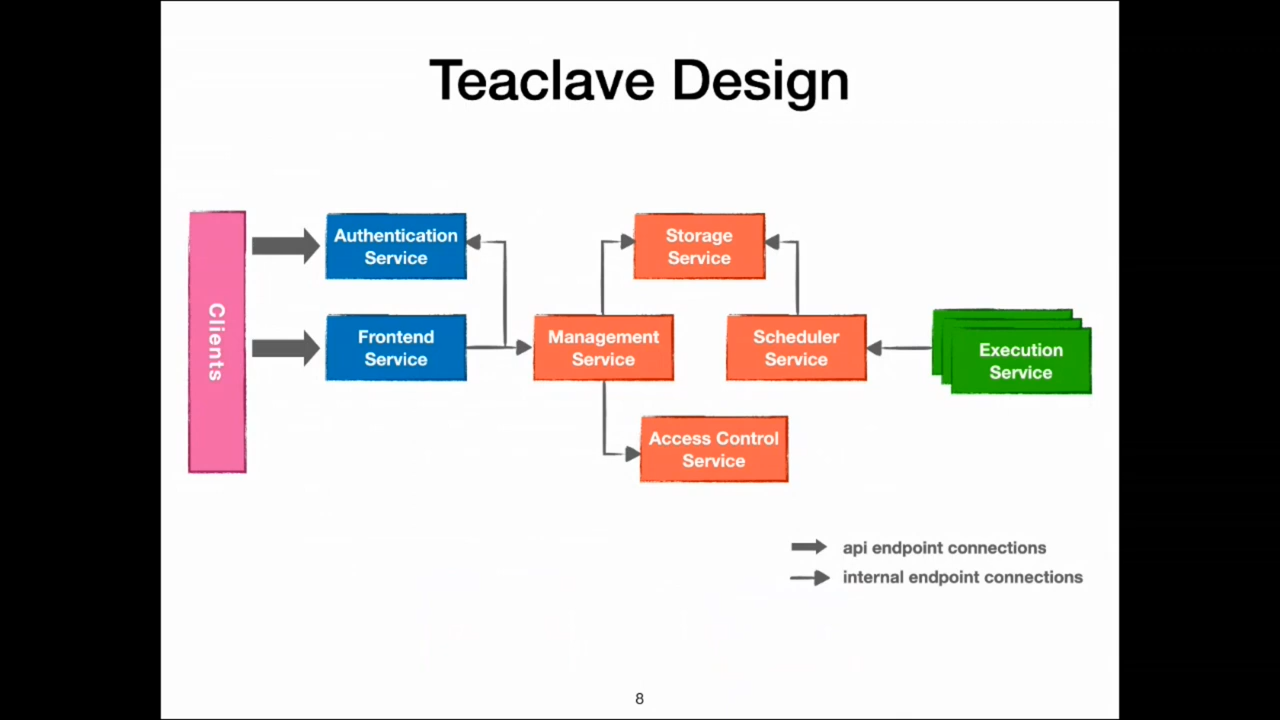 Teaclave Design
Clients
Authentication
Service
Frontend
Service
Management
Service
Storage
Service
Scheduler
Service
Access Control
Service
Execution
Service
api endpoint connections
internal endpoint connections
8